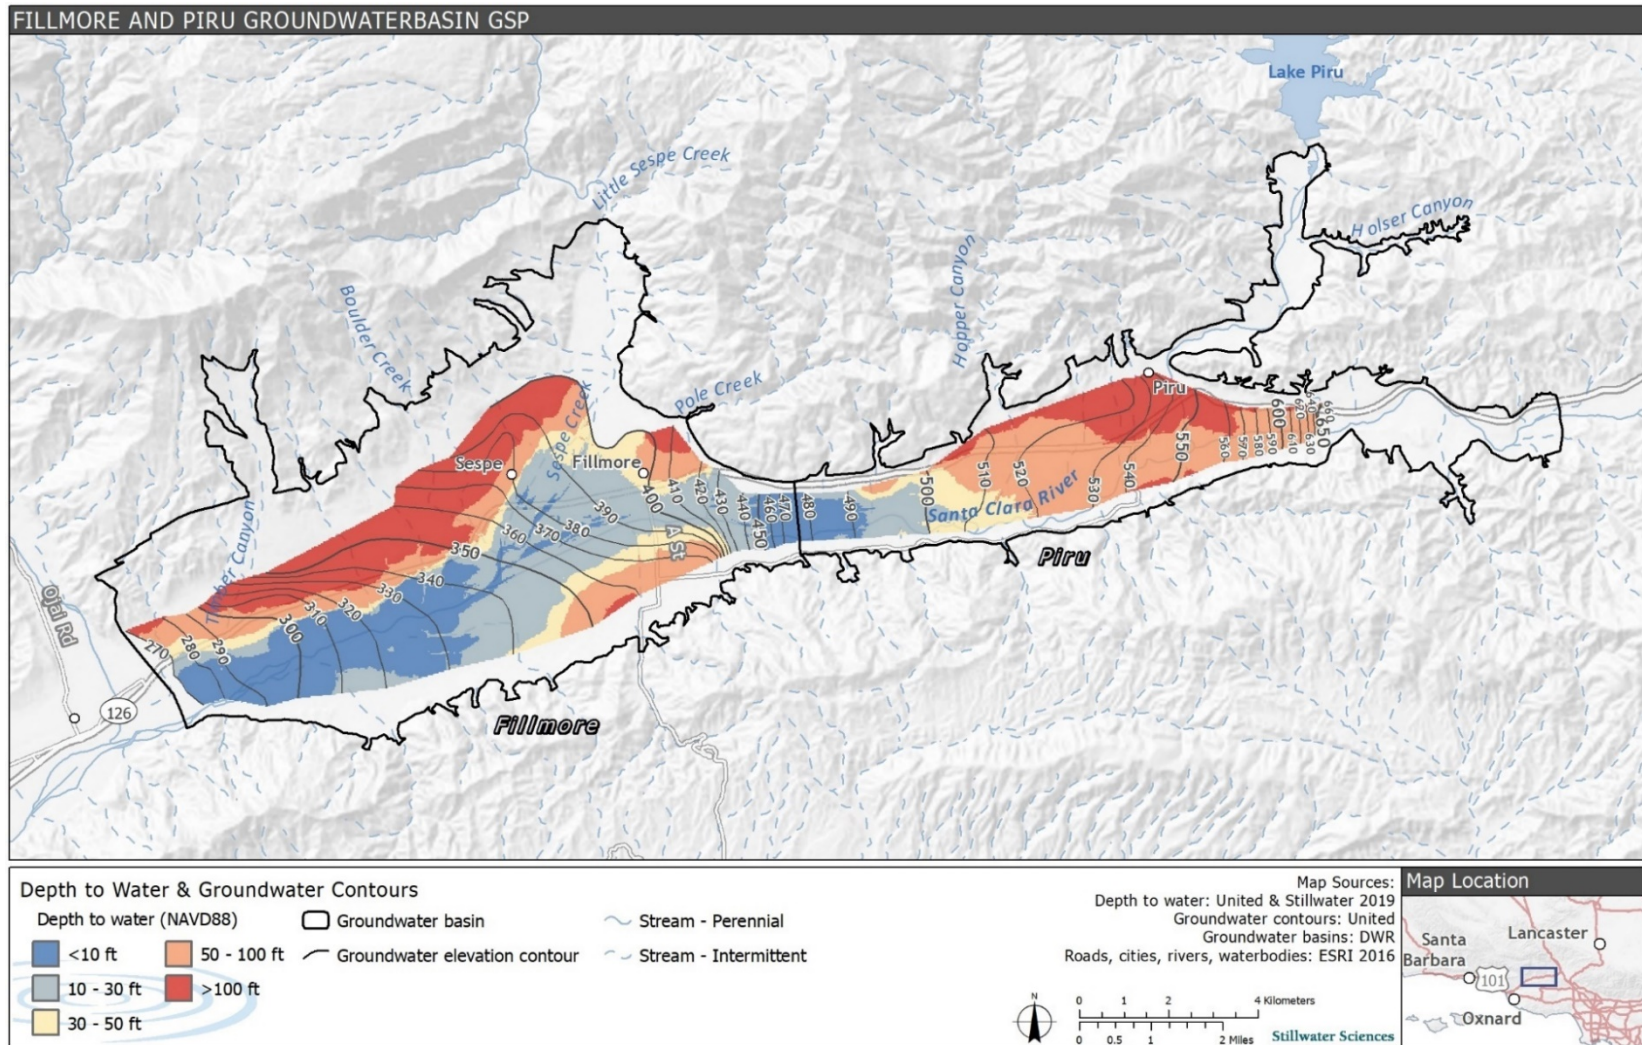 FILLMORE AND PIRU GROUNDWATERBASIN GSP
Lake Piru
Little Sespe Creek
Holser Canyon
Hopper Canyon
Boulder Creek
Pole Creek
Piru
Sespe Creek
Sespe
Fillmore
Timber Canyon
Santa Clara River
A St
Ojai Rd
126
Piru
Fillmore
270
280
290
300
310
320
330
340
350
360
370
380
390
400
410
420
430
440
450
460
470
480
490
500
510
520
530
540
550
560
570
580
590
600
610
620
630
640
650
660
Depth to Water & Groundwater Contours
Depth to water (NAVD88)
<10 ft
10 - 30 ft
30 - 50 ft
50 - 100 ft
>100 ft
Groundwater basin
Groundwater elevation contour
Stream - Perennial
Stream - Intermittent
Map Sources:
Depth to water: United & Stillwater 2019
Groundwater contours: United
Groundwater basins: DWR
Roads, cities, rivers, waterbodies: ESRI 2016
N
0 1 2 4 Kilometers
0 0.5 1 2 Miles
Stillwater Sciences
Map Location
Lancaster
Santa
Barbara
101
Oxnard